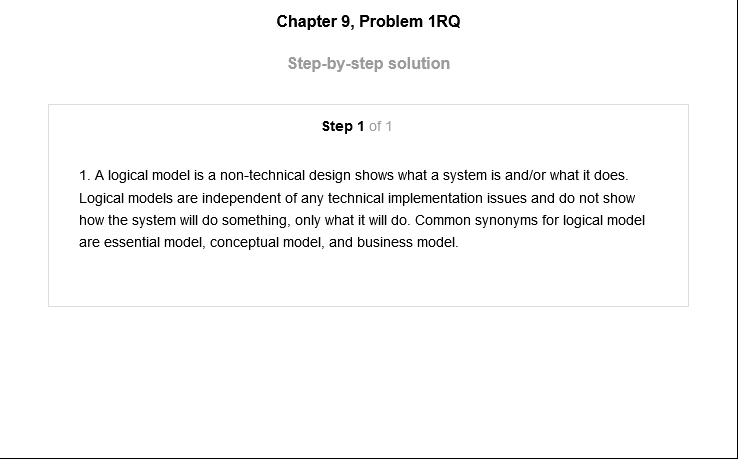 Chapter 9, Problem 1RQ
Step-by-step solution
Step 1 of 1
1. A logical model is a non-technical design shows what a system is and/or what it does.
Logical models are independent of any technical implementation issues and do not show
how the system will do something, only what it will do. Common synonyms for logical model
are essential model, conceptual model, and business model.